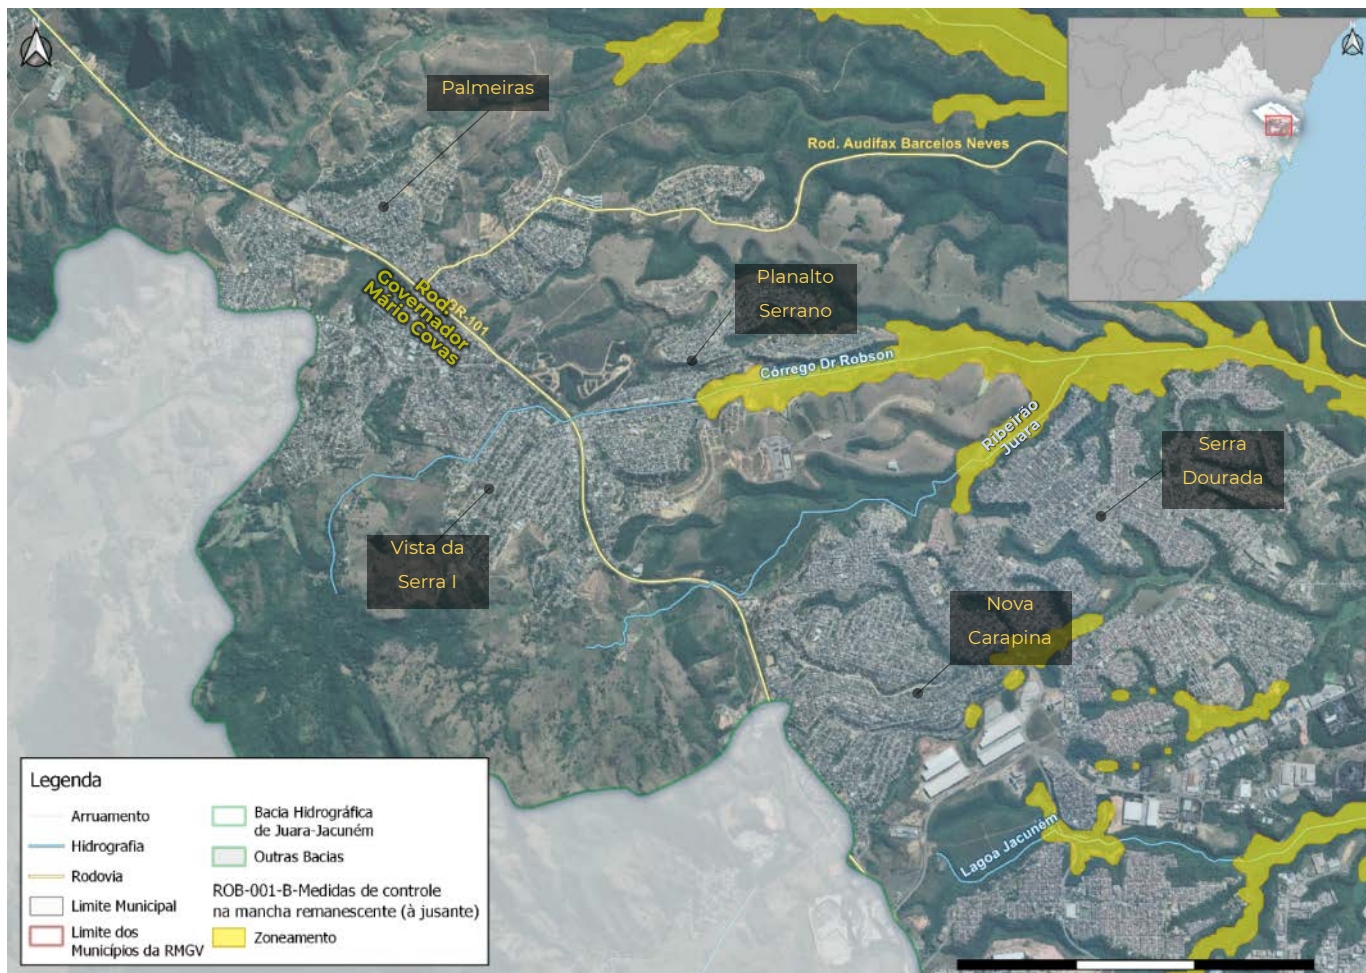 N
N
Palmeiras
Rod. Audifax Barcelos Neves
Planalto
Serrano
Rod.
Governador
Mário Covas
BR-101
Córrego Dr Robson
Ribeirão
Juara
Serra
Dourada
Vista da
Serra I
Nova
Carapina
Lagoa Jacuném
Legenda
Arruamento
Hidrografia
Rodovia
Limite Municipal
Limite dos
Municípios da RMGV
Bacia Hidrográfica
de Juara-Jacuném
Outras Bacias
ROB-001-B-Medidas de controle
na mancha remanescente (à jusante)
Zoneamento